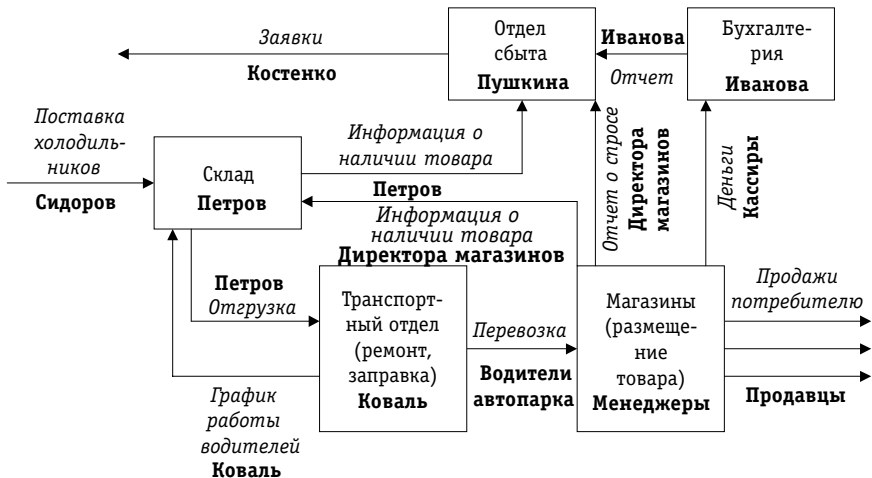 Заявки
Костенко
Отдел
сбыта
Пушкина
Иванова
Отчет
Бухгалте-
рия
Иванова
Поставка
холодиль-
ников
Сидоров
Склад
Петров
Информация о
наличии товара
Петров
Информация о
наличии товара
Директора магазинов
Отчет о спросе
Директора
магазинов
Деньги
Кассиры
Петров
Отгрузка
Транспорт-
ный отдел
(ремонт,
заправка)
Коваль
Перевозка
Водители
автопарка
Магазины
(размеще-
ние
товара)
Менеджеры
Продажи
потребителю
Продавцы
График
работы
водителей
Коваль